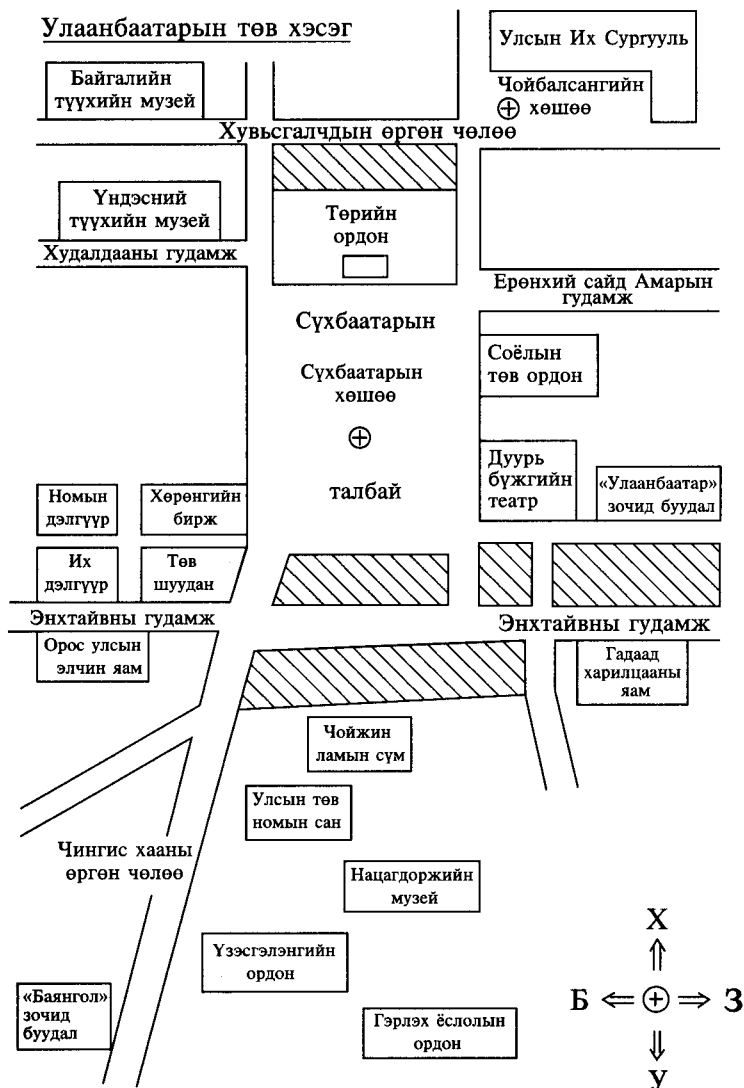 Улаанбаатарын төв хэсэг
Улсын Их Сургууль
Байгалийн
түүхийн музей
Чойбалсангийн
хөшөө
Хувьсгалчдын өргөн чөлөө
Үндэсний
түүхийн музей
Төрийн
ордон
Худалдааны гудамж
Ерөнхий сайд Амарын
гудамж
Сүхбаатарын
Соёлын
төв ордон
Сүхбаатарын
хөшөө
Дуурь
бүжгийн
театр
«Улаанбаатар»
зочид буудал
талбай
Номын
дэлгүүр
Хөрөнгийн
бирж
Их
дэлгүүр
Төв
шуудан
Энхтайвны гудамж
Энхтайвны гудамж
Орос улсын
элчин яам
Гадаад
харилцааны
яам
Чойжин
ламын сүм
Улсын төв
номын сан
Чингис хааны
өргөн чөлөө
Нацагдоржийн
музей
Үзэсгэлэнгийн
ордон
«Баянгол»
зочид
буудал
Гэрлэх ёслолын
ордон
Х
Б З
У